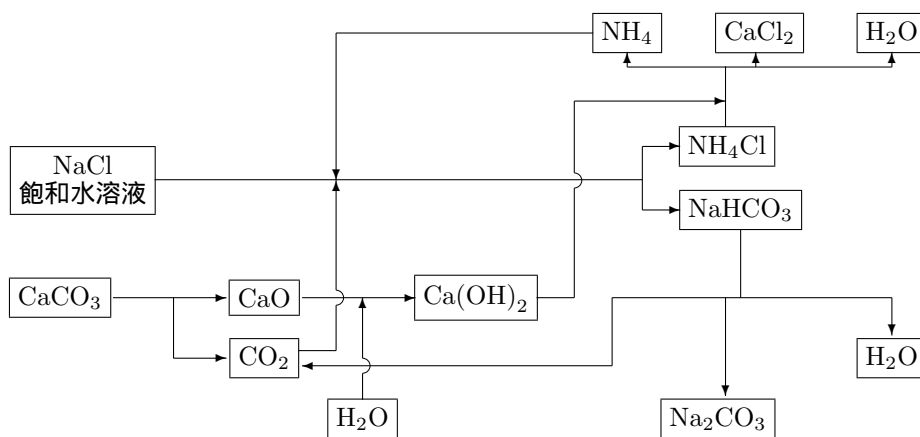 NH₄
CaCl₂
H₂O
NH₄Cl
NaCl
飽和水溶液
NaHCO₃
CaCO₃
CaO
Ca(OH)₂
CO₂
H₂O
H₂O
Na₂CO₃